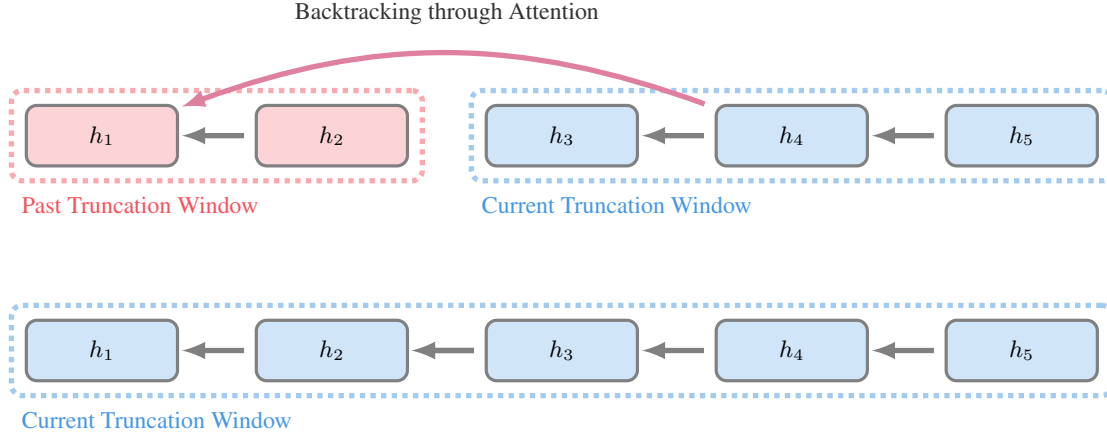 Backtracking through Attention
h₁ h₂ h₃ h₄ h₅
Past Truncation Window Current Truncation Window
h₁ h₂ h₃ h₄ h₅
Current Truncation Window